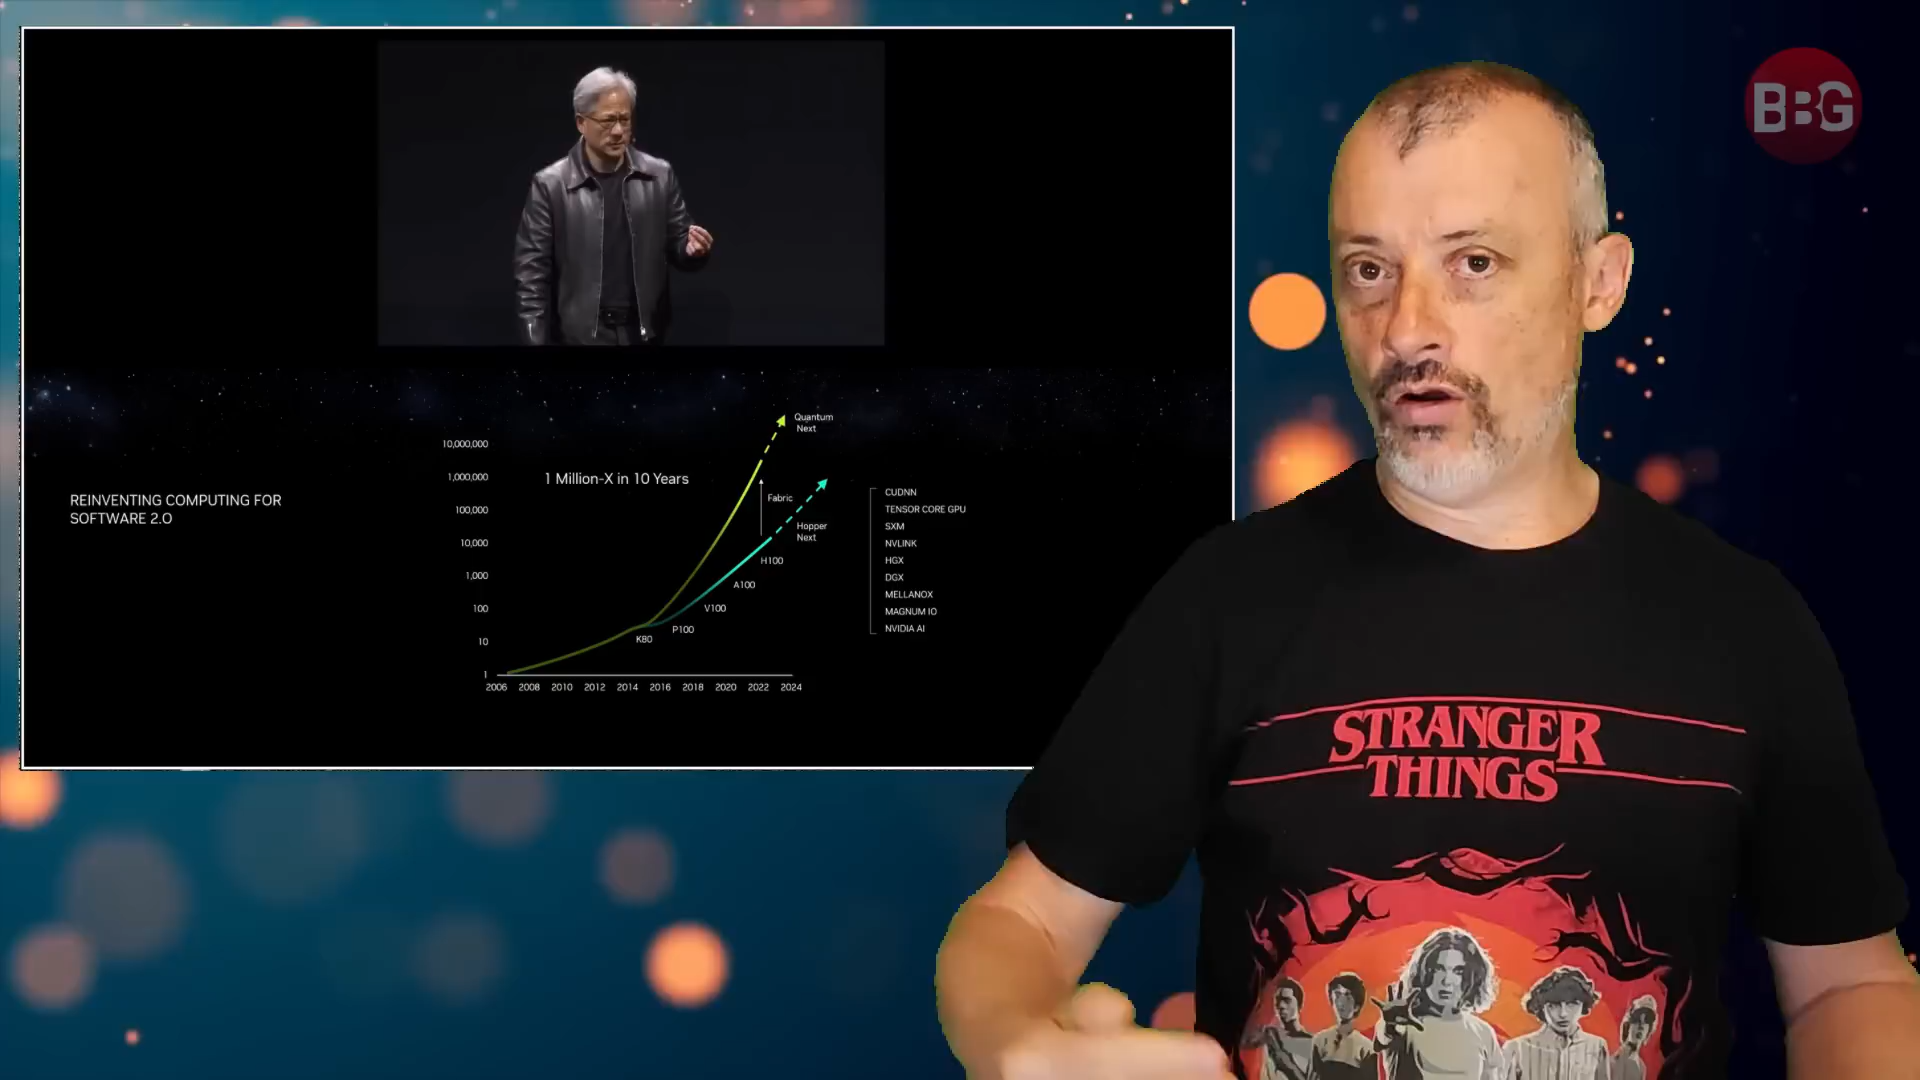 BBG
Quantum
Next
10,000,000
1 Million-X in 10 Years
1,000,000
Fabric
100,000
REINVENTING COMPUTING FOR
SOFTWARE 2.0
Hopper
Next
10,000
H100
1,000
A100
100
V100
P100
10
K80
1
2006 2008 2010 2012 2014 2016 2018 2020 2022 2024
CUDNN
TENSOR CORE GPU
SXM
NVLINK
HGX
DGX
MELLANOX
MAGNUM IO
NVIDIA AI
STRANGER
THINGS